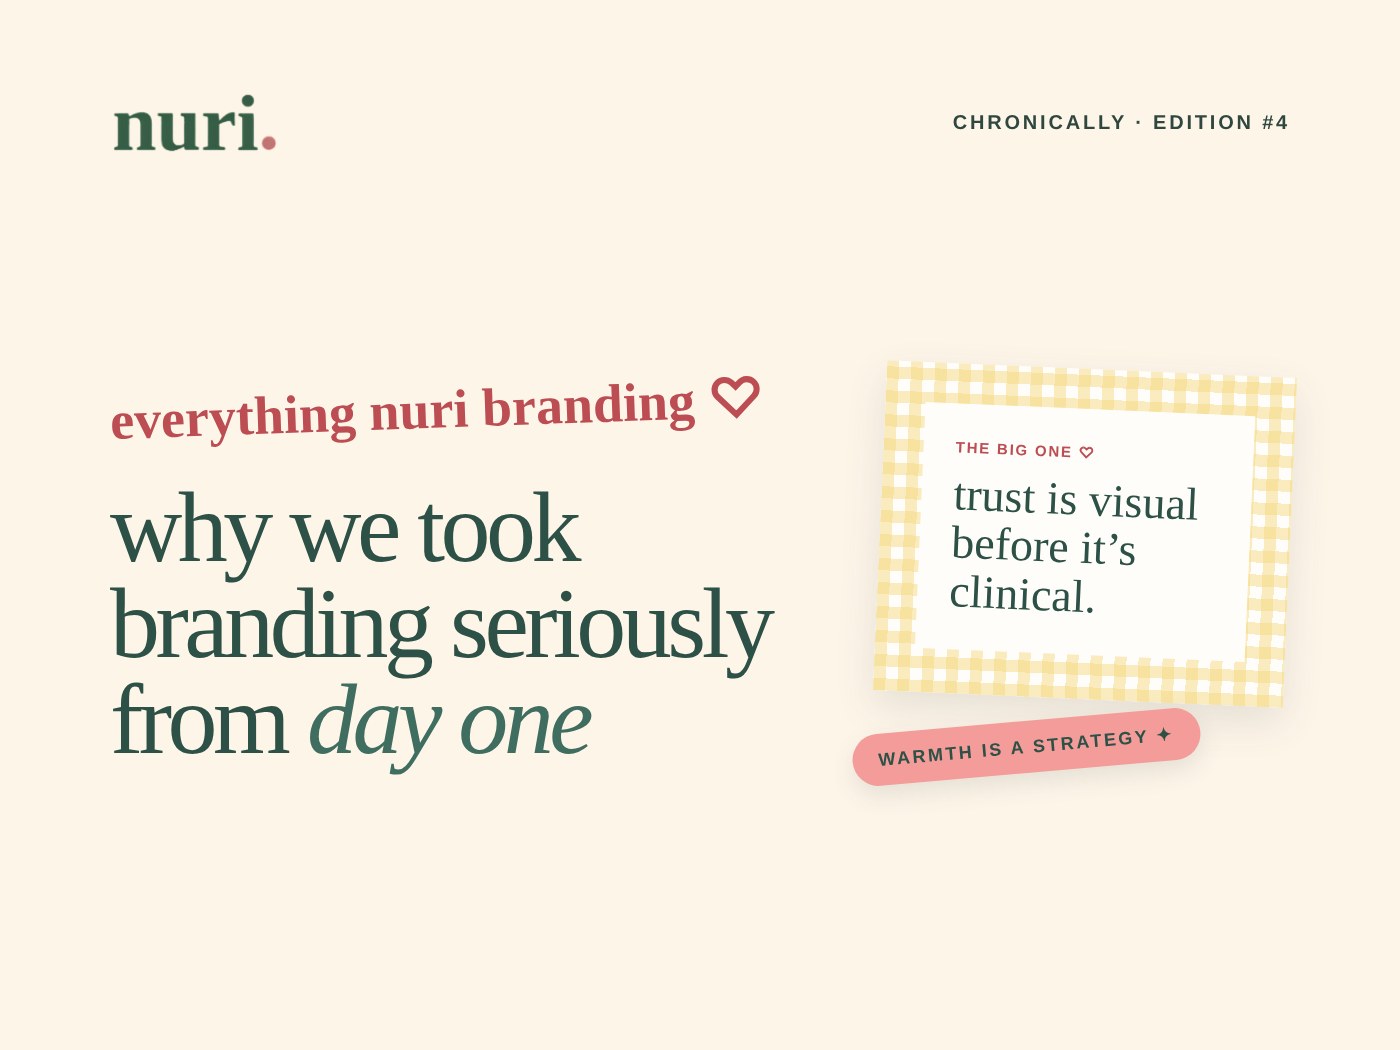 nuri.
CHRONICALLY · EDITION #4
everything nuri branding ♡
why we took
branding seriously
from day one
THE BIG ONE ♡
trust is visual
before it’s
clinical.
WARMTH IS A STRATEGY ✦